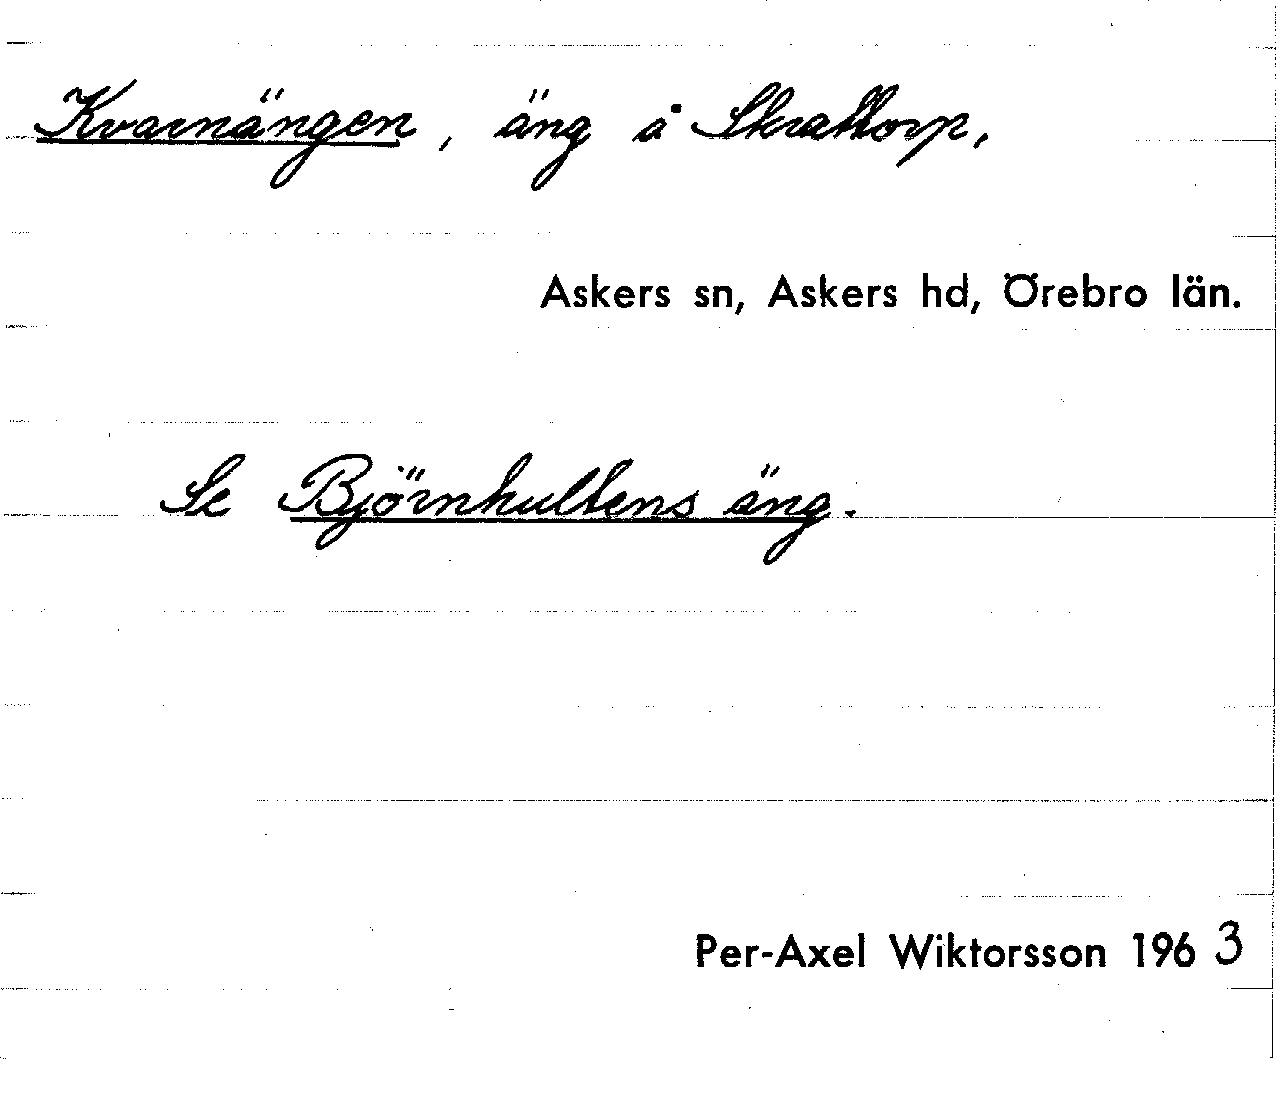 Kvarnängen, äng å Skrattorp,
Askers sn, Askers hd, Örebro län.
Se Björnhultens äng.
Per-Axel Wiktorsson 1963